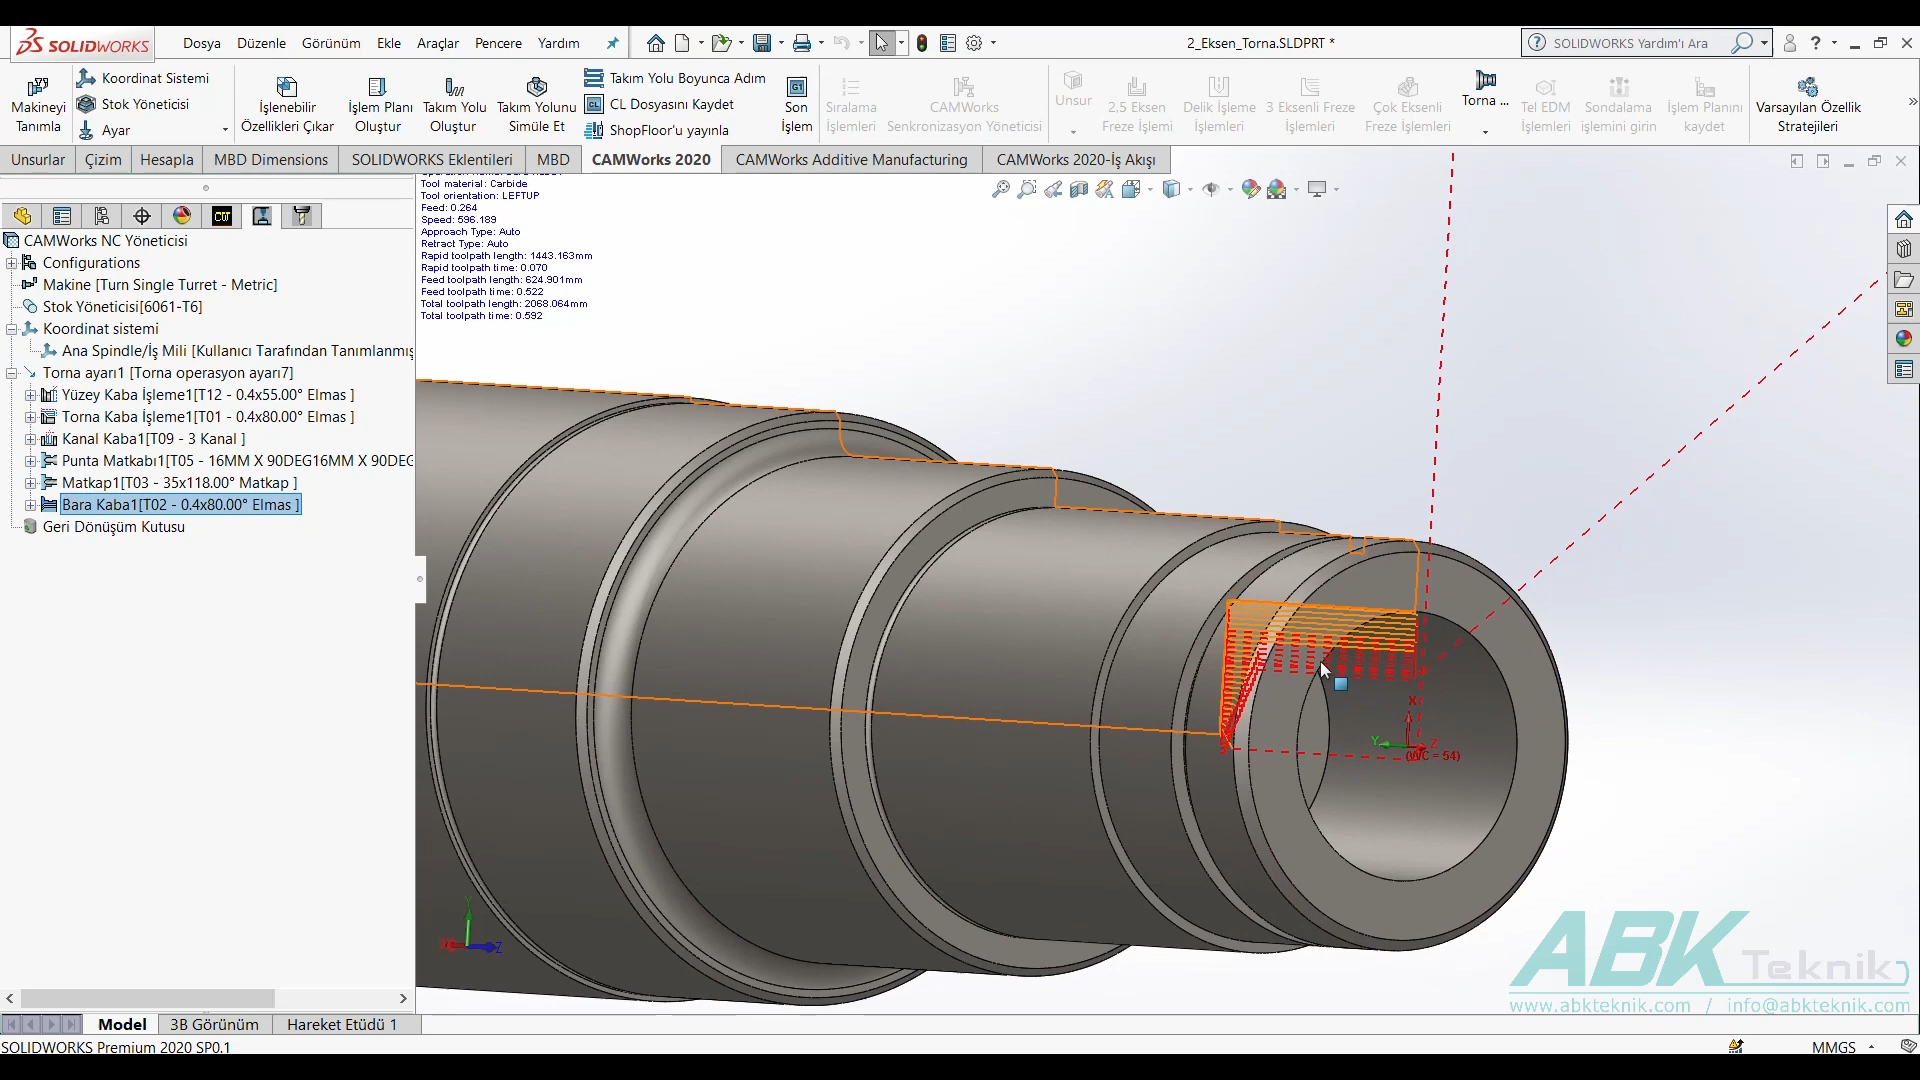 SOLIDWORKS
Dosya Düzenle Görünüm Ekle Araçlar Pencere Yardım
2_Eksen_Torna.SLDPRT *
SOLIDWORKS Yardım'ı Ara
Makineyi Tanımla
Koordinat Sistemi
Stok Yöneticisi
Ayar
İşlenebilir Özellikleri Çıkar
İşlem Planı Oluştur
Takım Yolu Oluştur
Takım Yolunu Simüle Et
Takım Yolu Boyunca Adım
CL Dosyasını Kaydet
ShopFloor'u yayınla
Son İşlem
Sıralama İşlemleri
CAMWorks Senkronizasyon Yöneticisi
Unsur
2,5 Eksen Freze İşlemi
Delik İşleme İşlemleri
3 Eksenli Freze İşlemleri
Çok Eksenli Freze İşlemleri
Torna ...
Tel EDM İşlemleri
Sondalama işlemini girin
İşlem Planını kaydet
Varsayılan Özellik Stratejileri
Unsurlar Çizim Hesapla MBD Dimensions SOLIDWORKS Eklentileri MBD CAMWorks 2020 CAMWorks Additive Manufacturing CAMWorks 2020-İş Akışı
Tool material: Carbide
Tool orientation: LEFTUP
Feed: 0.264
Speed: 596.189
Approach Type: Auto
Retract Type: Auto
Rapid toolpath length: 1443.163mm
Rapid toolpath time: 0.070
Feed toolpath length: 624.901mm
Feed toolpath time: 0.522
Total toolpath length: 2068.064mm
Total toolpath time: 0.592
CAMWorks NC Yöneticisi
Configurations
Makine [Turn Single Turret - Metric]
Stok Yöneticisi[6061-T6]
Koordinat sistemi
Ana Spindle/İş Mili [Kullanıcı Tarafından Tanımlanmış
Torna ayarı1 [Torna operasyon ayarı7]
Yüzey Kaba İşleme1[T12 - 0.4x55.00° Elmas ]
Torna Kaba İşleme1[T01 - 0.4x80.00° Elmas ]
Kanal Kaba1[T09 - 3 Kanal ]
Punta Matkabı1[T05 - 16MM X 90DEG16MM X 90DEG
Matkap1[T03 - 35x118.00° Matkap ]
Bara Kaba1[T02 - 0.4x80.00° Elmas ]
Geri Dönüşüm Kutusu
X
Y
Z
(WC = 54)
Y
Z
ABK Teknik
www.abkteknik.com / info@abkteknik.com
Model 3B Görünüm Hareket Etüdü 1
SOLIDWORKS Premium 2020 SP0.1
MMGS